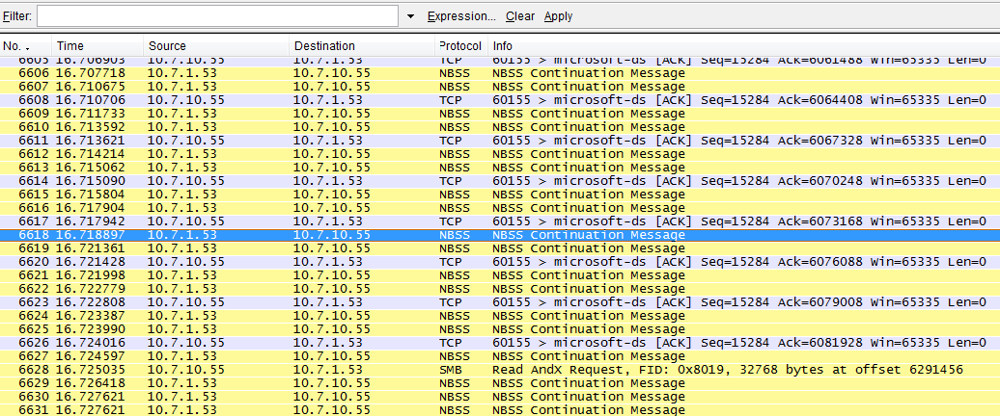 Filter: Expression... Clear Apply
No. Time Source Destination Protocol Info
6605 16.706903 10.7.10.55 10.7.1.53 TCP 60155 > microsoft-ds [ACK] Seq=15284 Ack=6061488 Win=65335 Len=0
6606 16.707718 10.7.1.53 10.7.10.55 NBSS NBSS Continuation Message
6607 16.710675 10.7.1.53 10.7.10.55 NBSS NBSS Continuation Message
6608 16.710706 10.7.10.55 10.7.1.53 TCP 60155 > microsoft-ds [ACK] Seq=15284 Ack=6064408 Win=65335 Len=0
6609 16.711733 10.7.1.53 10.7.10.55 NBSS NBSS Continuation Message
6610 16.713592 10.7.1.53 10.7.10.55 NBSS NBSS Continuation Message
6611 16.713621 10.7.10.55 10.7.1.53 TCP 60155 > microsoft-ds [ACK] Seq=15284 Ack=6067328 Win=65335 Len=0
6612 16.714214 10.7.1.53 10.7.10.55 NBSS NBSS Continuation Message
6613 16.715062 10.7.1.53 10.7.10.55 NBSS NBSS Continuation Message
6614 16.715090 10.7.10.55 10.7.1.53 TCP 60155 > microsoft-ds [ACK] Seq=15284 Ack=6070248 Win=65335 Len=0
6615 16.715804 10.7.1.53 10.7.10.55 NBSS NBSS Continuation Message
6616 16.717904 10.7.1.53 10.7.10.55 NBSS NBSS Continuation Message
6617 16.717942 10.7.10.55 10.7.1.53 TCP 60155 > microsoft-ds [ACK] Seq=15284 Ack=6073168 Win=65335 Len=0
6618 16.718897 10.7.1.53 10.7.10.55 NBSS NBSS Continuation Message
6619 16.721361 10.7.1.53 10.7.10.55 NBSS NBSS Continuation Message
6620 16.721428 10.7.10.55 10.7.1.53 TCP 60155 > microsoft-ds [ACK] Seq=15284 Ack=6076088 Win=65335 Len=0
6621 16.721998 10.7.1.53 10.7.10.55 NBSS NBSS Continuation Message
6622 16.722779 10.7.1.53 10.7.10.55 NBSS NBSS Continuation Message
6623 16.722808 10.7.10.55 10.7.1.53 TCP 60155 > microsoft-ds [ACK] Seq=15284 Ack=6079008 Win=65335 Len=0
6624 16.723387 10.7.1.53 10.7.10.55 NBSS NBSS Continuation Message
6625 16.723990 10.7.1.53 10.7.10.55 NBSS NBSS Continuation Message
6626 16.724016 10.7.10.55 10.7.1.53 TCP 60155 > microsoft-ds [ACK] Seq=15284 Ack=6081928 Win=65335 Len=0
6627 16.724597 10.7.1.53 10.7.10.55 NBSS NBSS Continuation Message
6628 16.725035 10.7.10.55 10.7.1.53 SMB Read AndX Request, FID: 0x8019, 32768 bytes at offset 6291456
6629 16.726418 10.7.1.53 10.7.10.55 NBSS NBSS Continuation Message
6630 16.727621 10.7.1.53 10.7.10.55 NBSS NBSS Continuation Message
6631 16.727621 10.7.1.53 10.7.10.55 NBSS NBSS Continuation Message